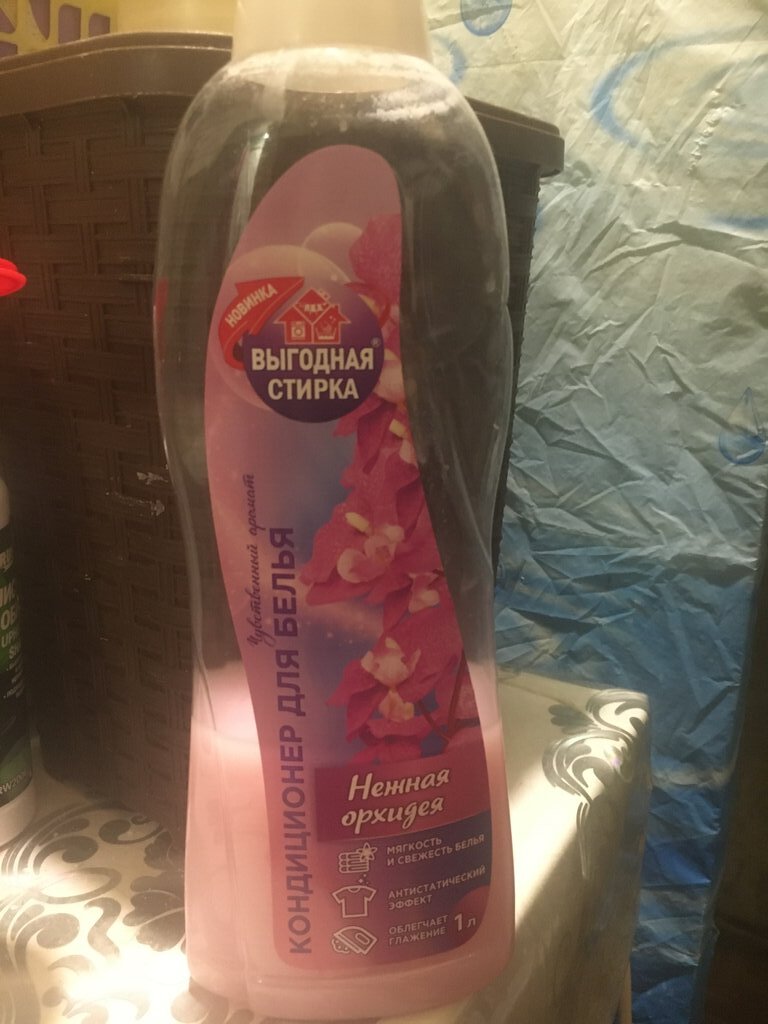 НОВИНКА
ВЫГОДНАЯ®
СТИРКА
Чувственный аромат
КОНДИЦИОНЕР ДЛЯ БЕЛЬЯ
Нежная
орхидея
МЯГКОСТЬ
И СВЕЖЕСТЬ БЕЛЬЯ
АНТИСТАТИЧЕСКИЙ
ЭФФЕКТ
ОБЛЕГЧАЕТ
ГЛАЖЕНИЕ
1 л